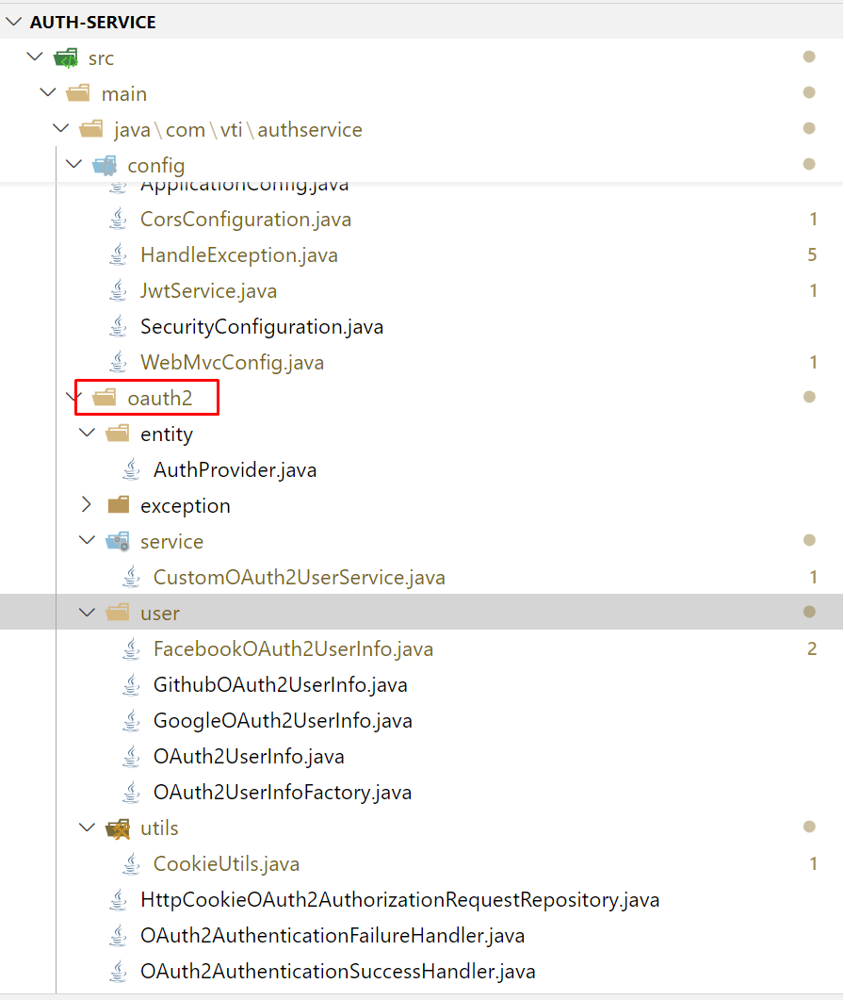 AUTH-SERVICE
src
main
java\com\vti\authservice
config
ApplicationConfig.java
CorsConfiguration.java 1
HandleException.java 5
JwtService.java 1
SecurityConfiguration.java
WebMvcConfig.java 1
oauth2
entity
AuthProvider.java
exception
service
CustomOAuth2UserService.java 1
user
FacebookOAuth2UserInfo.java 2
GithubOAuth2UserInfo.java
GoogleOAuth2UserInfo.java
OAuth2UserInfo.java
OAuth2UserInfoFactory.java
utils
CookieUtils.java 1
HttpCookieOAuth2AuthorizationRequestRepository.java
OAuth2AuthenticationFailureHandler.java
OAuth2AuthenticationSuccessHandler.java